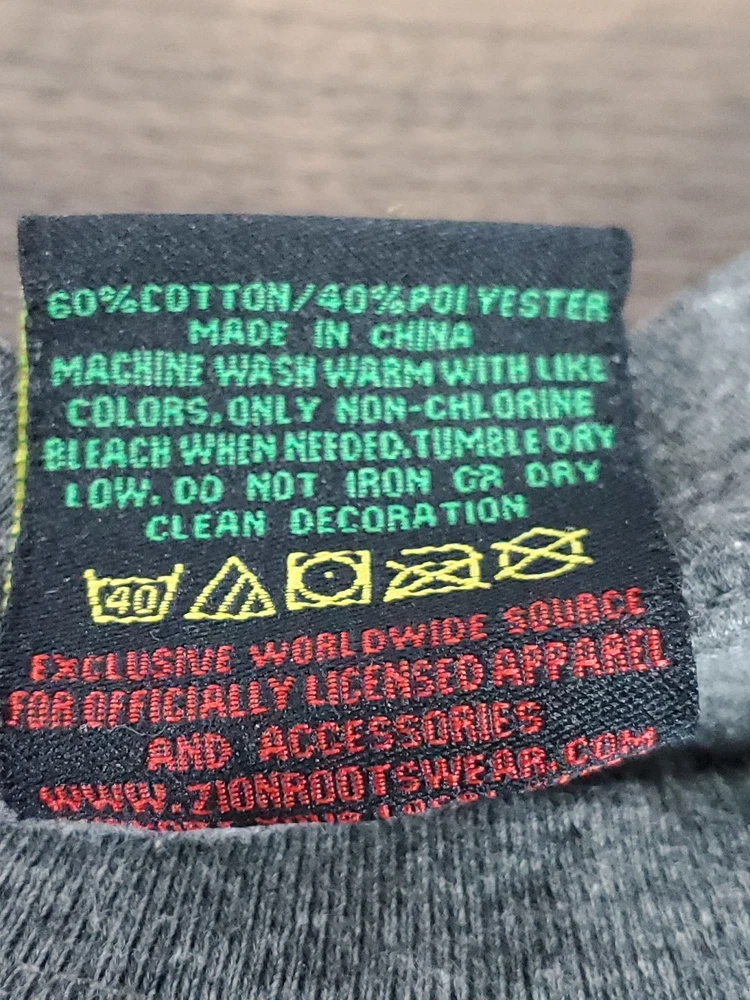 60%COTTON/40%POLYESTER
MADE IN CHINA
MACHINE WASH WARM WITH LIKE
COLORS,ONLY NON-CHLORINE
BLEACH WHEN NEEDED.TUMBLE DRY
LOW. DO NOT IRON OR DRY
CLEAN DECORATION
40
EXCLUSIVE WORLDWIDE SOURCE
FOR OFFICIALLY LICENSED APPAREL
AND ACCESSORIES
WWW.ZIONROOTSWEAR.COM